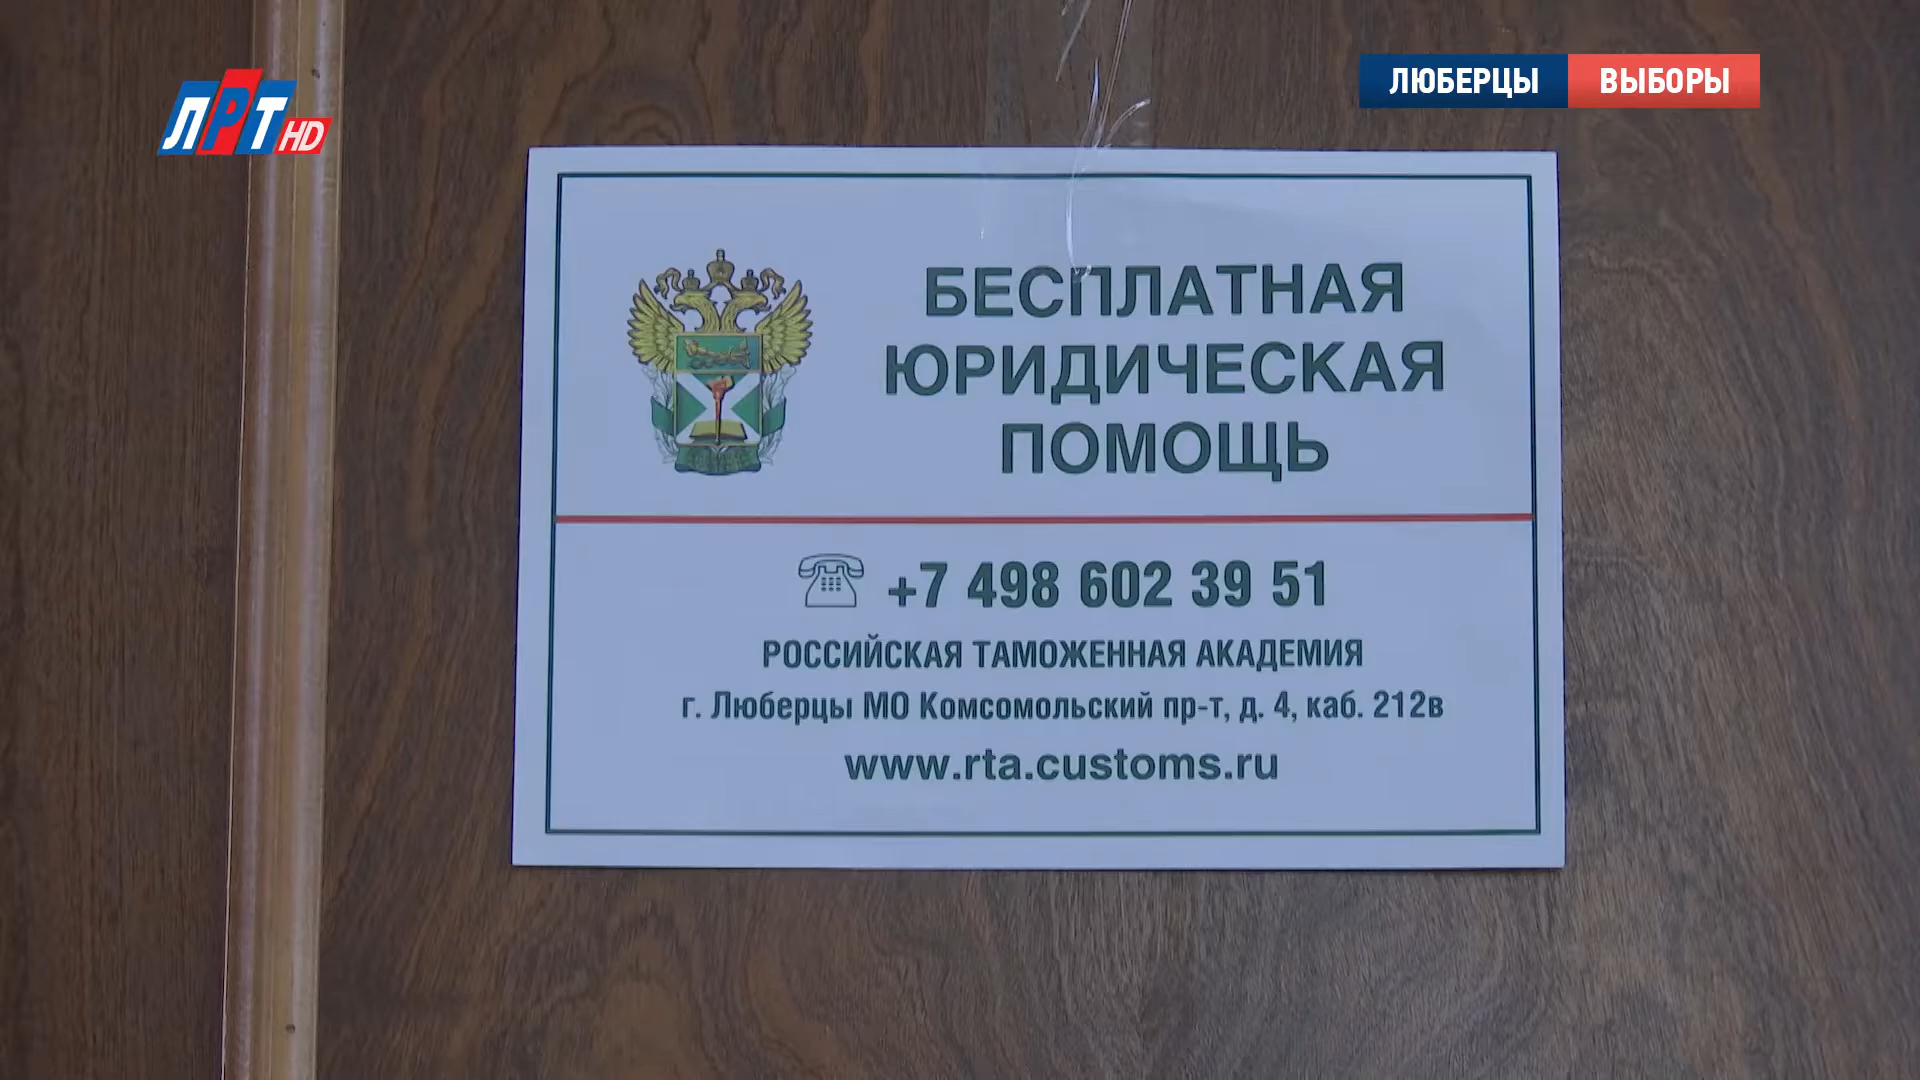 ЛРТ HD
ЛЮБЕРЦЫ ВЫБОРЫ
БЕСПЛАТНАЯ
ЮРИДИЧЕСКАЯ
ПОМОЩЬ
+7 498 602 39 51
РОССИЙСКАЯ ТАМОЖЕННАЯ АКАДЕМИЯ
г. Люберцы МО Комсомольский пр-т, д. 4, каб. 212в
www.rta.customs.ru